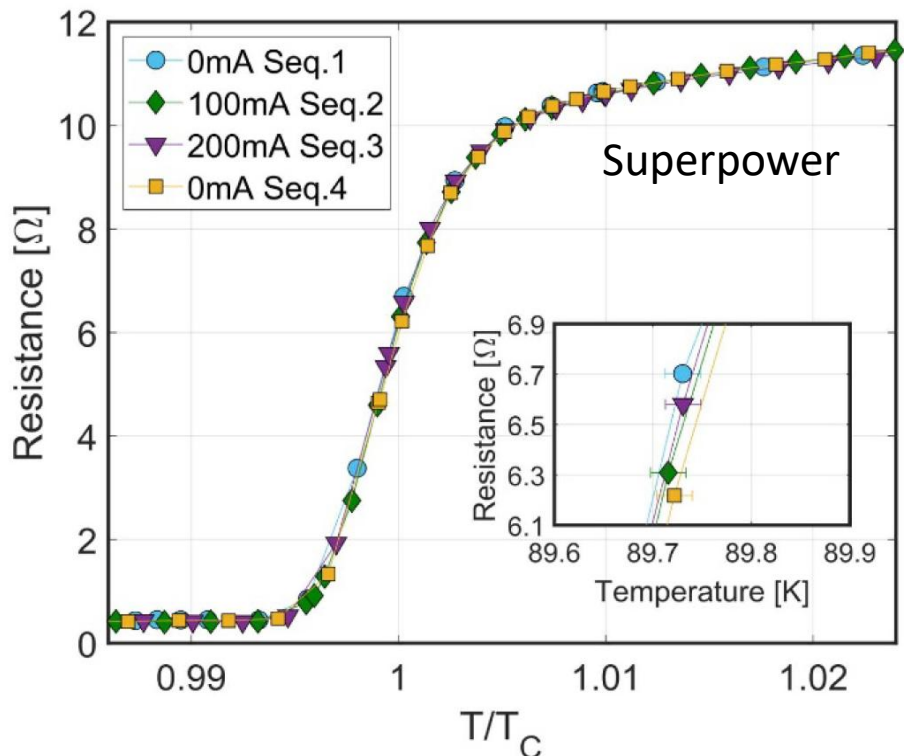 12
10
8
6
4
2
0
Resistance [Ω]
0mA Seq.1
100mA Seq.2
200mA Seq.3
0mA Seq.4
Superpower
6.9
6.7
6.5
6.3
6.1
Resistance [Ω]
89.6 89.7 89.8 89.9
Temperature [K]
0.99 1 1.01 1.02
T/T_C